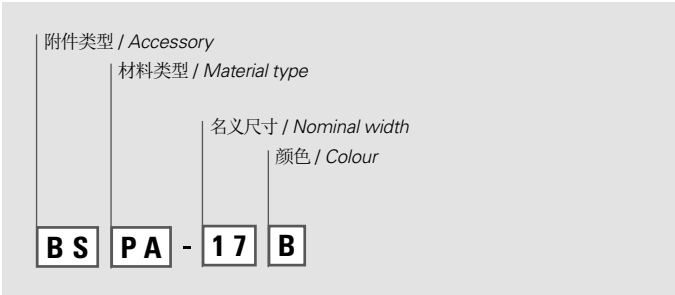 附件类型 / Accessory
材料类型 / Material type
名义尺寸 / Nominal width
颜色 / Colour
BS PA - 17 B